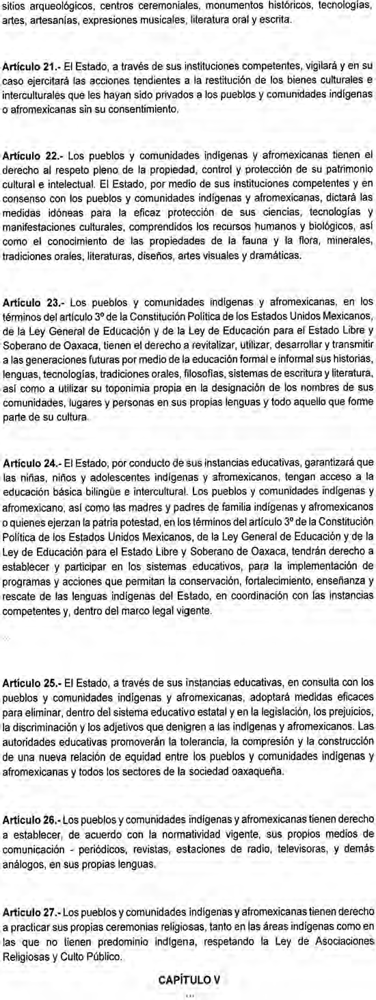 sitios arqueológicos, centros ceremoniales, monumentos históricos, tecnologías,
artes, artesanías, expresiones musicales, literatura oral y escrita.
Artículo 21.- El Estado, a través de sus instituciones competentes, vigilará y en su
caso ejercitará las acciones tendientes a la restitución de los bienes culturales e
interculturales que les hayan sido privados a los pueblos y comunidades indígenas
o afromexicanas sin su consentimiento.
Artículo 22.- Los pueblos y comunidades indígenas y afromexicanas tienen el
derecho al respeto pleno de la propiedad, control y protección de su patrimonio
cultural e intelectual. El Estado, por medio de sus instituciones competentes y en
consenso con los pueblos y comunidades indígenas y afromexicanas, dictará las
medidas idóneas para la eficaz protección de sus ciencias, tecnologías y
manifestaciones culturales, comprendidos los recursos humanos y biológicos, así
como el conocimiento de las propiedades de la fauna y la flora, minerales,
tradiciones orales, literaturas, diseños, artes visuales y dramáticas.
Artículo 23.- Los pueblos y comunidades indígenas y afromexicanas, en los
términos del artículo 3º de la Constitución Política de los Estados Unidos Mexicanos,
de la Ley General de Educación y de la Ley de Educación para el Estado Libre y
Soberano de Oaxaca, tienen el derecho a revitalizar, utilizar, desarrollar y transmitir
a las generaciones futuras por medio de la educación formal e informal sus historias,
lenguas, tecnologías, tradiciones orales, filosofías, sistemas de escritura y literatura,
así como a utilizar su toponimia propia en la designación de los nombres de sus
comunidades, lugares y personas en sus propias lenguas y todo aquello que forme
parte de su cultura.
Artículo 24.- El Estado, por conducto de sus instancias educativas, garantizará que
las niñas, niños y adolescentes indígenas y afromexicanos, tengan acceso a la
educación básica bilingüe e intercultural. Los pueblos y comunidades indígenas y
afromexicano, así como las madres y padres de familia indígenas y afromexicanos
o quienes ejerzan la patria potestad, en los términos del artículo 3º de la Constitución
Política de los Estados Unidos Mexicanos, de la Ley General de Educación y de la
Ley de Educación para el Estado Libre y Soberano de Oaxaca, tendrán derecho a
establecer y participar en los sistemas educativos, para la implementación de
programas y acciones que permitan la conservación, fortalecimiento, enseñanza y
rescate de las lenguas indígenas del Estado, en coordinación con las instancias
competentes y, dentro del marco legal vigente.
Artículo 25.- El Estado, a través de sus instancias educativas, en consulta con los
pueblos y comunidades indígenas y afromexicanas, adoptará medidas eficaces
para eliminar, dentro del sistema educativo estatal y en la legislación, los prejuicios,
la discriminación y los adjetivos que denigren a las indígenas y afromexicanos. Las
autoridades educativas promoverán la tolerancia, la compresión y la construcción
de una nueva relación de equidad entre los pueblos y comunidades indígenas y
afromexicanas y todos los sectores de la sociedad oaxaqueña.
Artículo 26.- Los pueblos y comunidades indígenas y afromexicanas tienen derecho
a establecer, de acuerdo con la normatividad vigente, sus propios medios de
comunicación - periódicos, revistas, estaciones de radio, televisoras, y demás
análogos, en sus propias lenguas.
Artículo 27.- Los pueblos y comunidades indígenas y afromexicanas tienen derecho
a practicar sus propias ceremonias religiosas, tanto en las áreas indígenas como en
las que no tienen predominio indígena, respetando la Ley de Asociaciones
Religiosas y Culto Público.
CAPÍTULO V
...